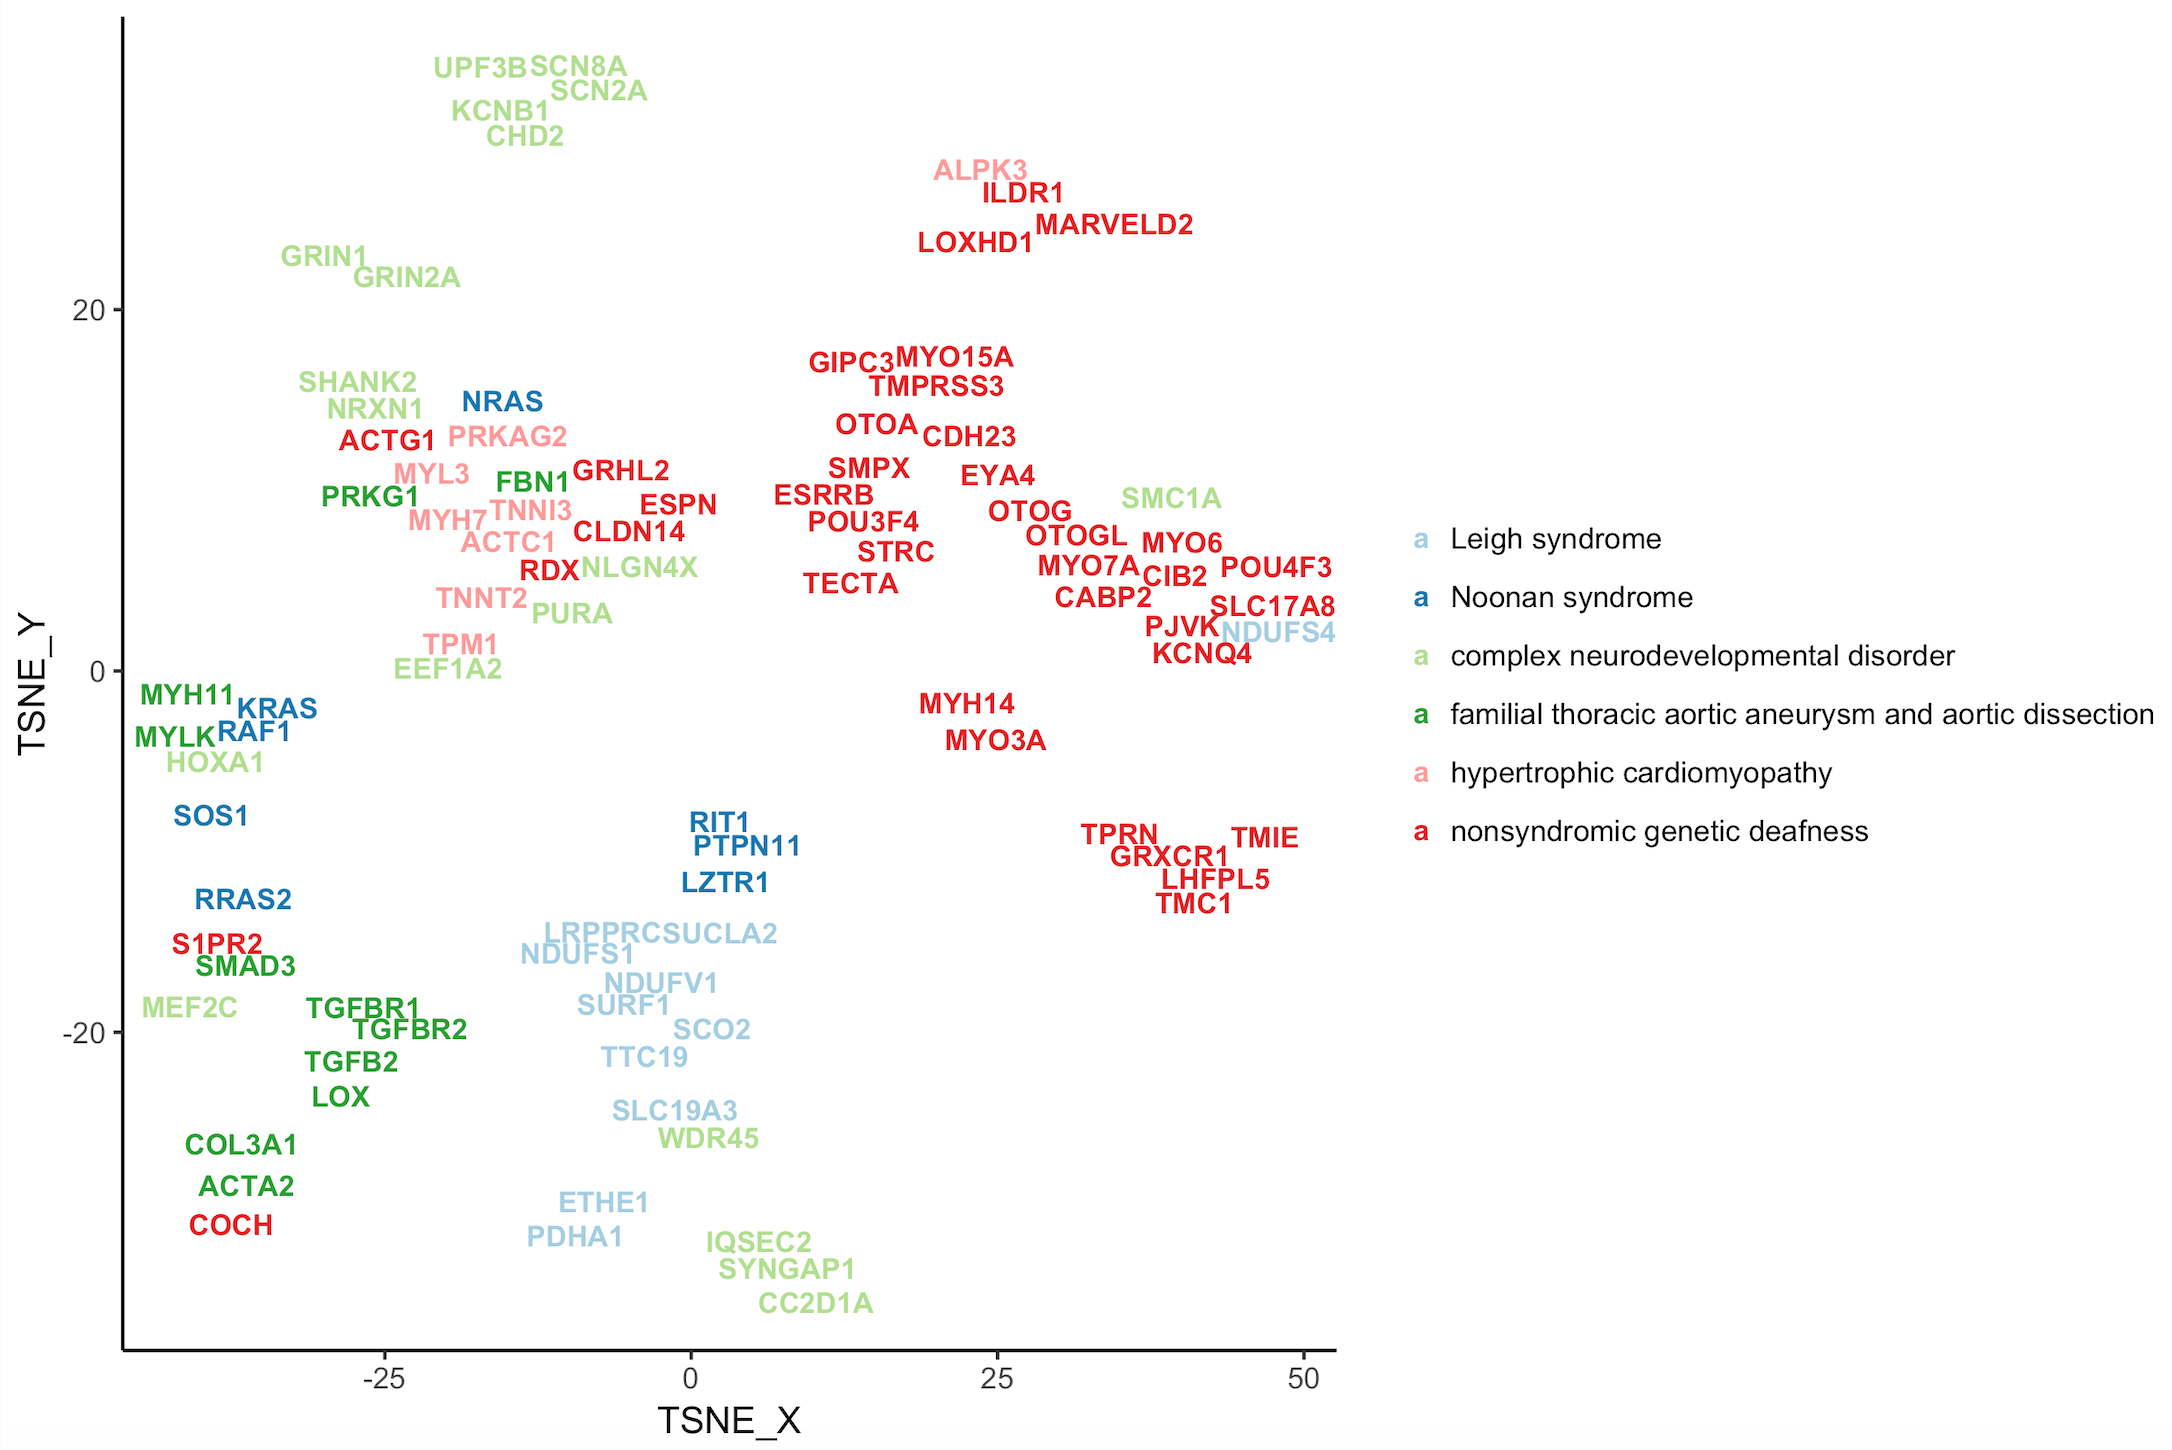 UPF3B SCN8A
SCN2A
KCNB1
CHD2
ALPK3
ILDR1
MARVELD2
LOXHD1
GRIN1
GRIN2A
20
GIPC3 MYO15A
SHANK2 TMPRSS3
NRAS
NRXN1
OTOA
ACTG1 PRKAG2 CDH23
MYL3 GRHL2 SMPX
FBN1 EYA4
PRKG1 ESRRB SMC1A
ESPN
TNNI3 OTOG
MYH7 POU3F4
CLDN14 OTOGL
ACTC1 MYO6
STRC
RDX NLGN4X MYO7A POU4F3
CIB2
TECTA
TNNT2 CABP2
PURA SLC17A8
PJVK NDUFS4
TPM1
KCNQ4
0
EEF1A2
MYH11
KRAS MYH14
RAF1
MYLK MYO3A
HOXA1
SOS1 RIT1
TPRN TMIE
PTPN11
GRXCR1
LZTR1 LHFPL5
RRAS2 TMC1
LRPPRC SUCLA2
S1PR2
NDUFS1
SMAD3
NDUFV1
MEF2C TGFBR1 SURF1
-20
TGFBR2 SCO2
TGFB2 TTC19
LOX
SLC19A3
COL3A1 WDR45
ACTA2
ETHE1
COCH
PDHA1
IQSEC2
SYNGAP1
CC2D1A
-25 0 25 50
TSNE_X
TSNE_Y
a Leigh syndrome
a Noonan syndrome
a complex neurodevelopmental disorder
a familial thoracic aortic aneurysm and aortic dissection
a hypertrophic cardiomyopathy
a nonsyndromic genetic deafness